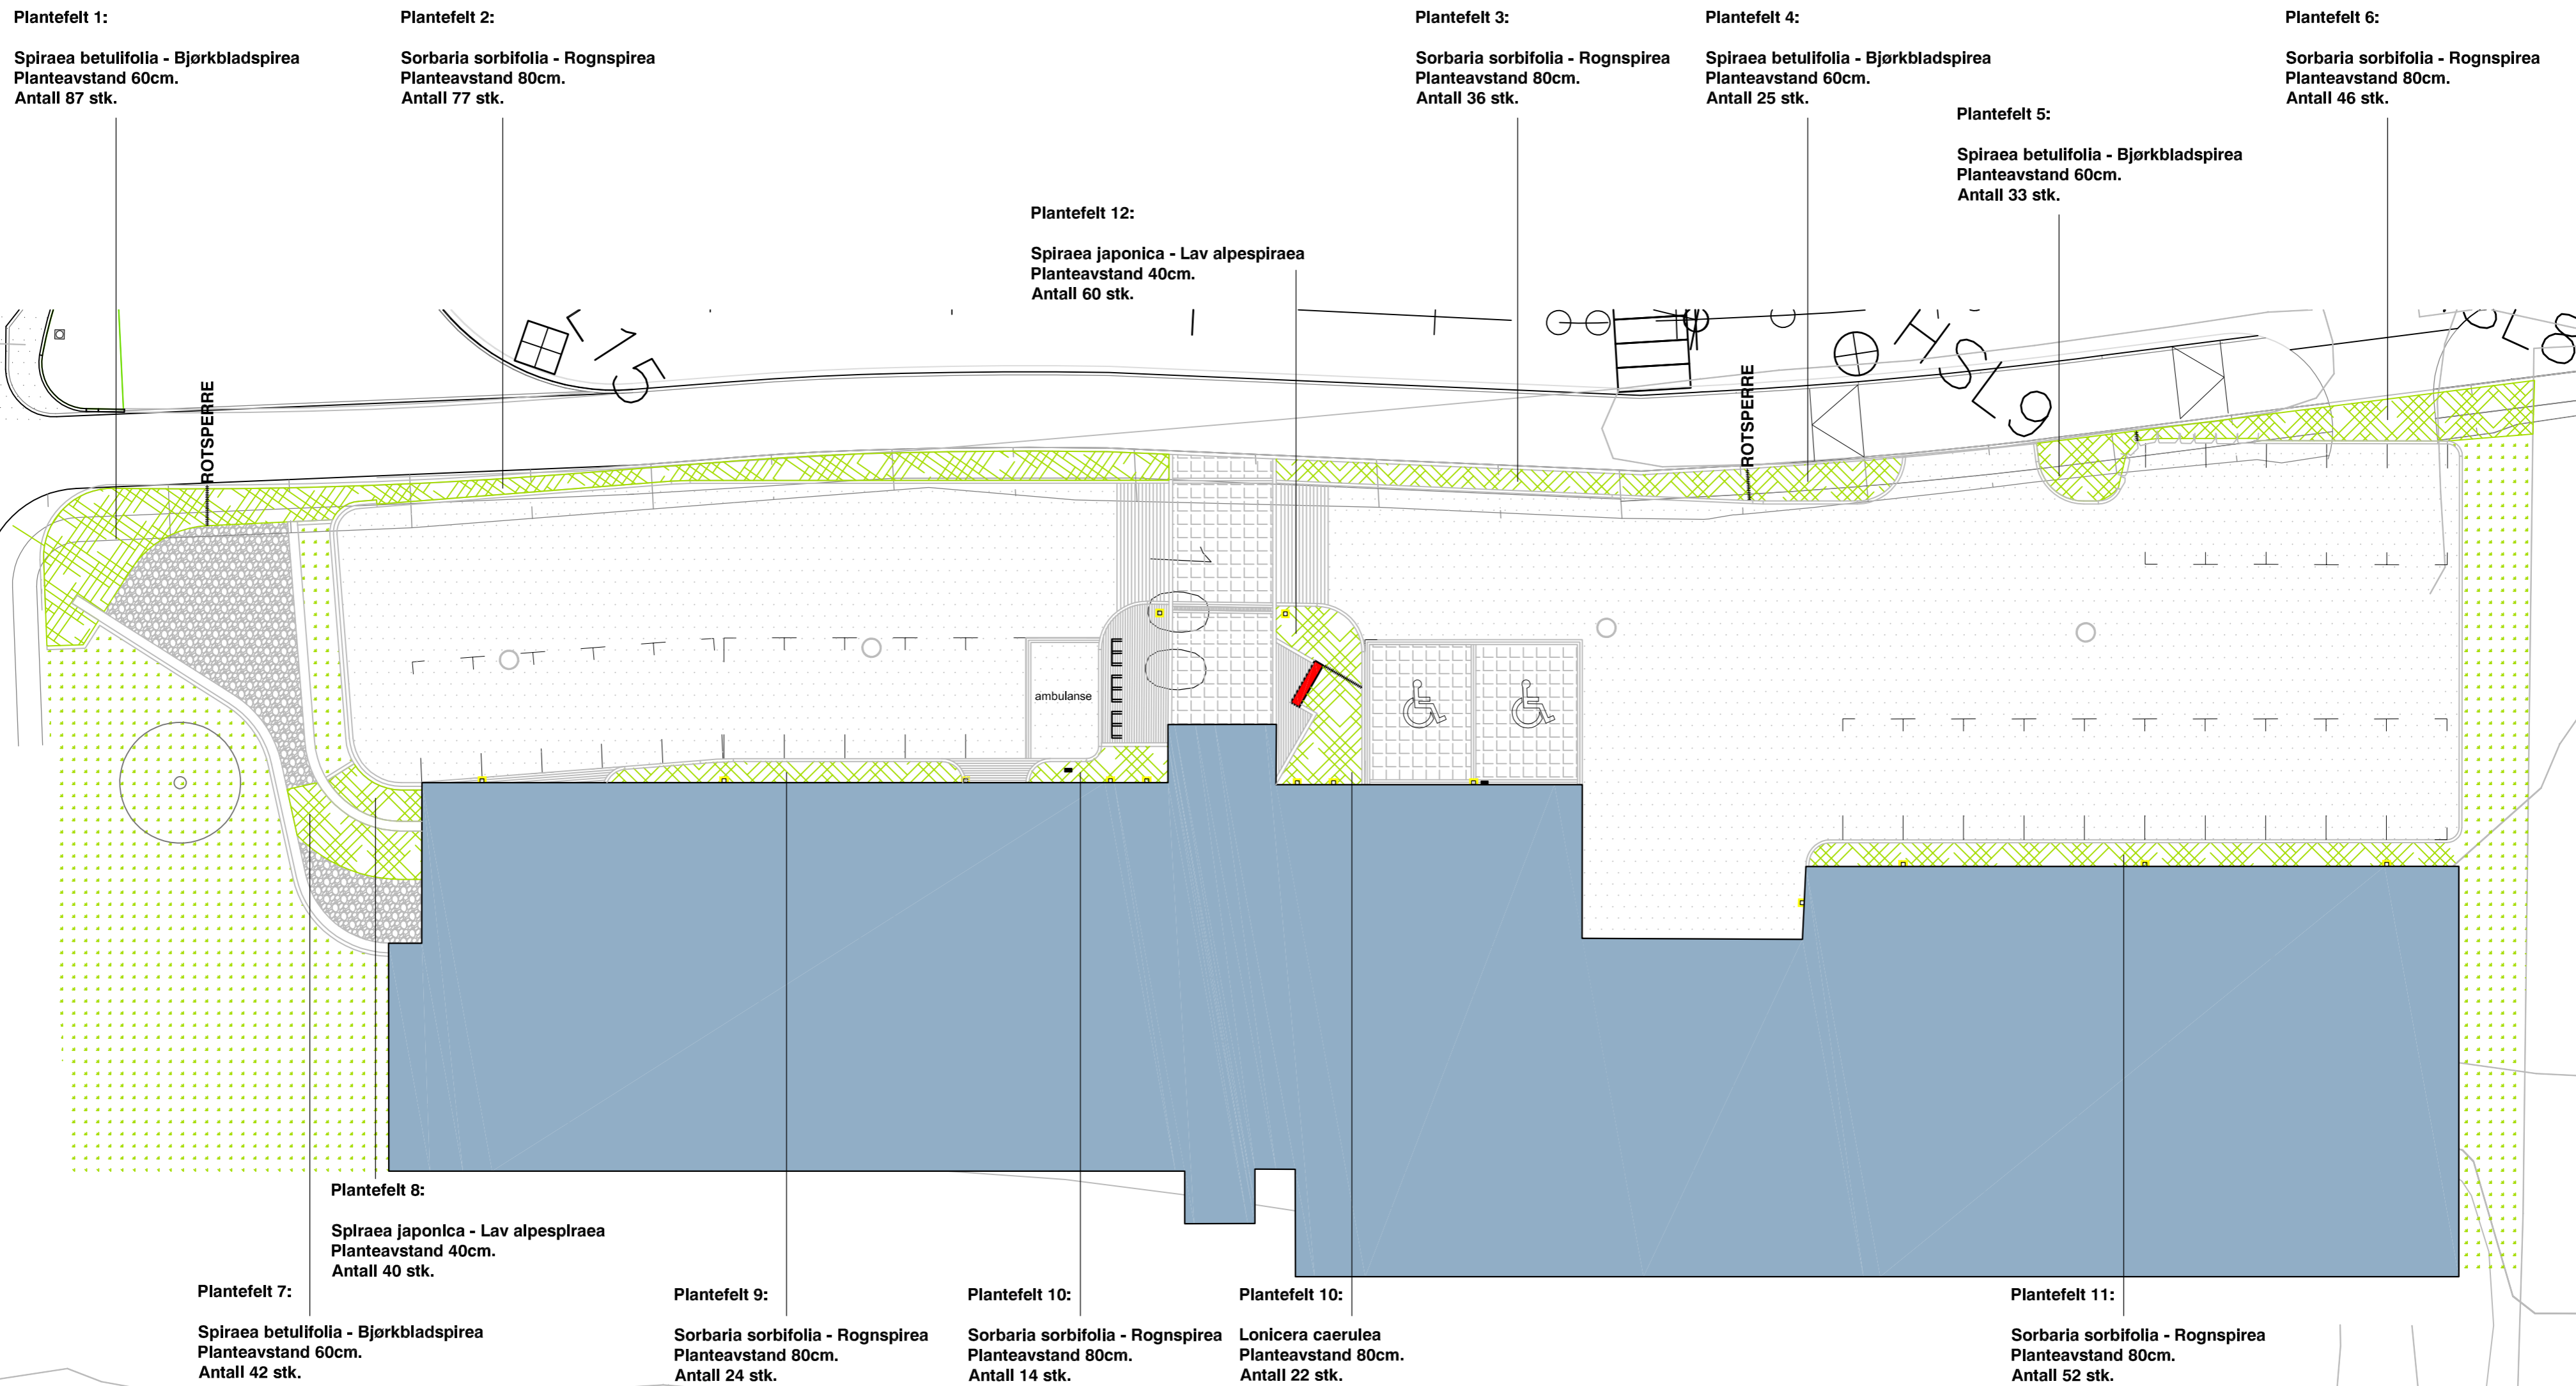 Plantefelt 1:
Spiraea betulifolia - Bjørkbladspirea
Planteavstand 60cm.
Antall 87 stk.
Plantefelt 2:
Sorbaria sorbifolia - Rognspirea
Planteavstand 80cm.
Antall 77 stk.
Plantefelt 3:
Sorbaria sorbifolia - Rognspirea
Planteavstand 80cm.
Antall 36 stk.
Plantefelt 4:
Spiraea betulifolia - Bjørkbladspirea
Planteavstand 60cm.
Antall 25 stk.
Plantefelt 6:
Sorbaria sorbifolia - Rognspirea
Planteavstand 80cm.
Antall 46 stk.
Plantefelt 5:
Spiraea betulifolia - Bjørkbladspirea
Planteavstand 60cm.
Antall 33 stk.
Plantefelt 12:
Spiraea japonica - Lav alpespiraea
Planteavstand 40cm.
Antall 60 stk.
ROTSPERRE
ROTSPERRE
ambulanse
Plantefelt 8:
Spiraea japonica - Lav alpespiraea
Planteavstand 40cm.
Antall 40 stk.
Plantefelt 7:
Spiraea betulifolia - Bjørkbladspirea
Planteavstand 60cm.
Antall 42 stk.
Plantefelt 9:
Sorbaria sorbifolia - Rognspirea
Planteavstand 80cm.
Antall 24 stk.
Plantefelt 10:
Sorbaria sorbifolia - Rognspirea
Planteavstand 80cm.
Antall 14 stk.
Plantefelt 10:
Lonicera caerulea
Planteavstand 80cm.
Antall 22 stk.
Plantefelt 11:
Sorbaria sorbifolia - Rognspirea
Planteavstand 80cm.
Antall 52 stk.